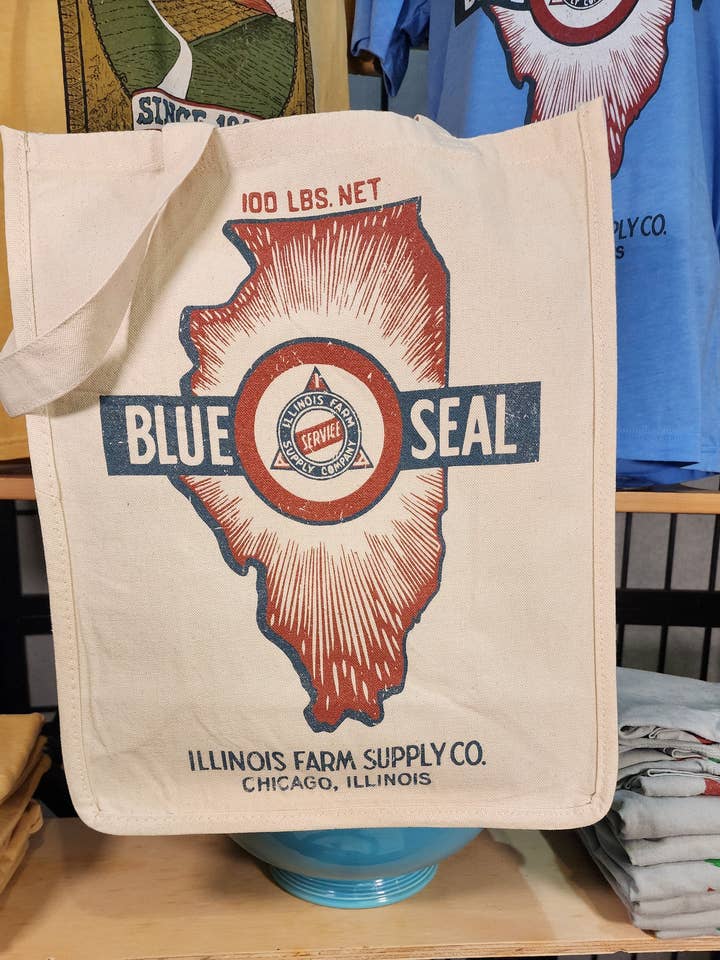 SINCE
100 LBS. NET
BLUE SEAL
ILLINOIS FARM
SERVICE
SUPPLY COMPANY
ILLINOIS FARM SUPPLY CO.
CHICAGO, ILLINOIS
PLY CO.
S